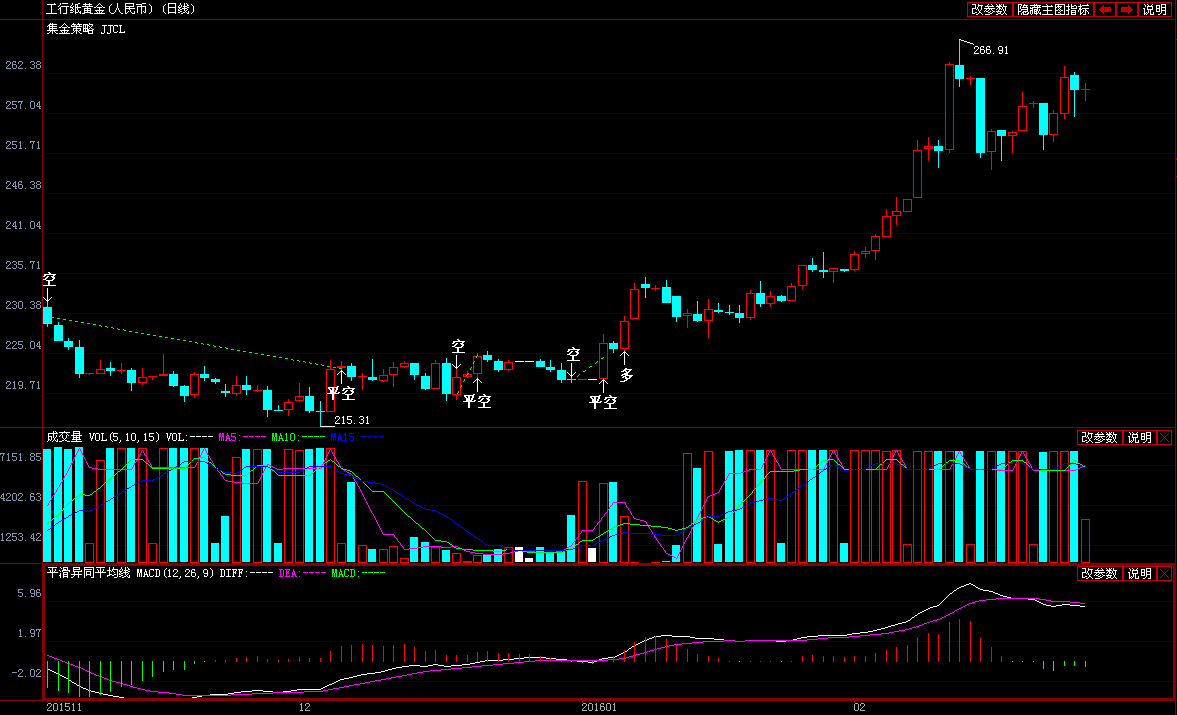 工行纸黄金(人民币) (日线) 改参数 隐藏主图指标 说明
集金策略 JJCL
266.91
262.38
257.04
251.71
246.38
241.04
235.71
空
230.38
225.04
空 空
219.71
多
平空 平空 平空
215.31
成交量 VOL(5,10,15) VOL:---- MA5:---- MA10:---- MA15:---- 改参数 说明
7151.85
4202.63
1253.42
平滑异同平均线 MACD(12,26,9) DIFF:---- DEA:---- MACD:---- 改参数 说明
5.96
1.97
-2.02
201511 12 201601 02